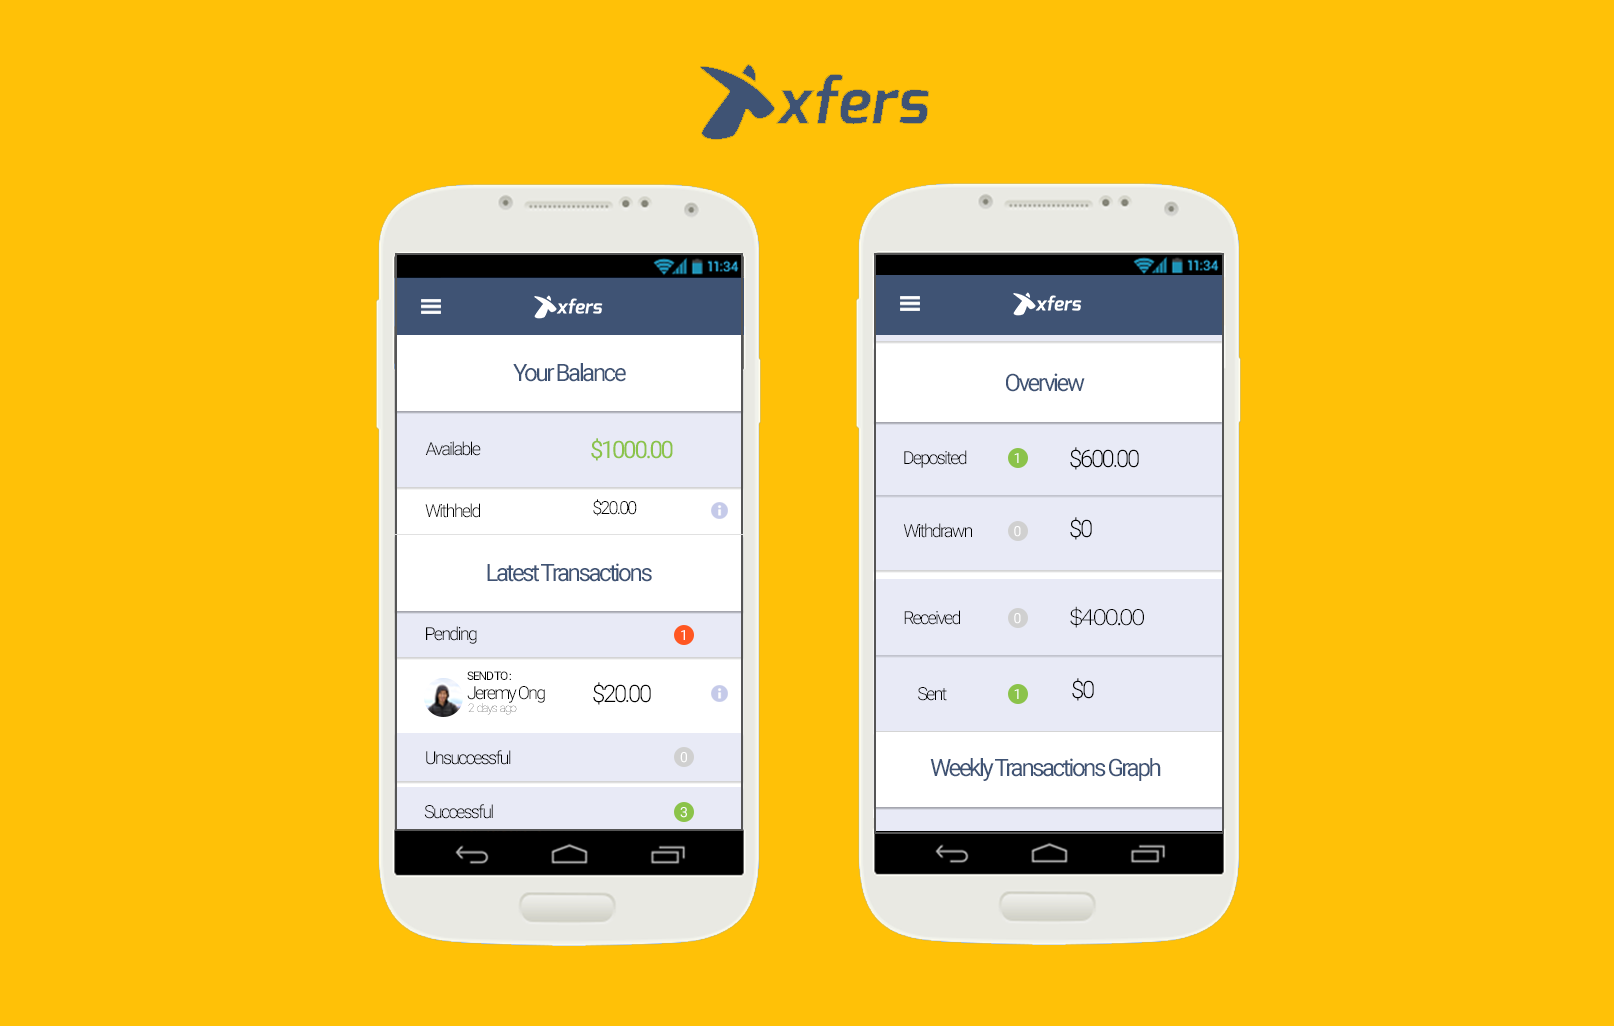 xfers
11:34
xfers
Your Balance
Available $1000.00
Withheld $20.00
Latest Transactions
Pending 1
SEND TO:
Jeremy Ong $20.00
2 days ago
Unsuccessful 0
Successful 3
11:34
xfers
Overview
Deposited 1 $600.00
Withdrawn 0 $0
Received 0 $400.00
Sent 1 $0
Weekly Transactions Graph